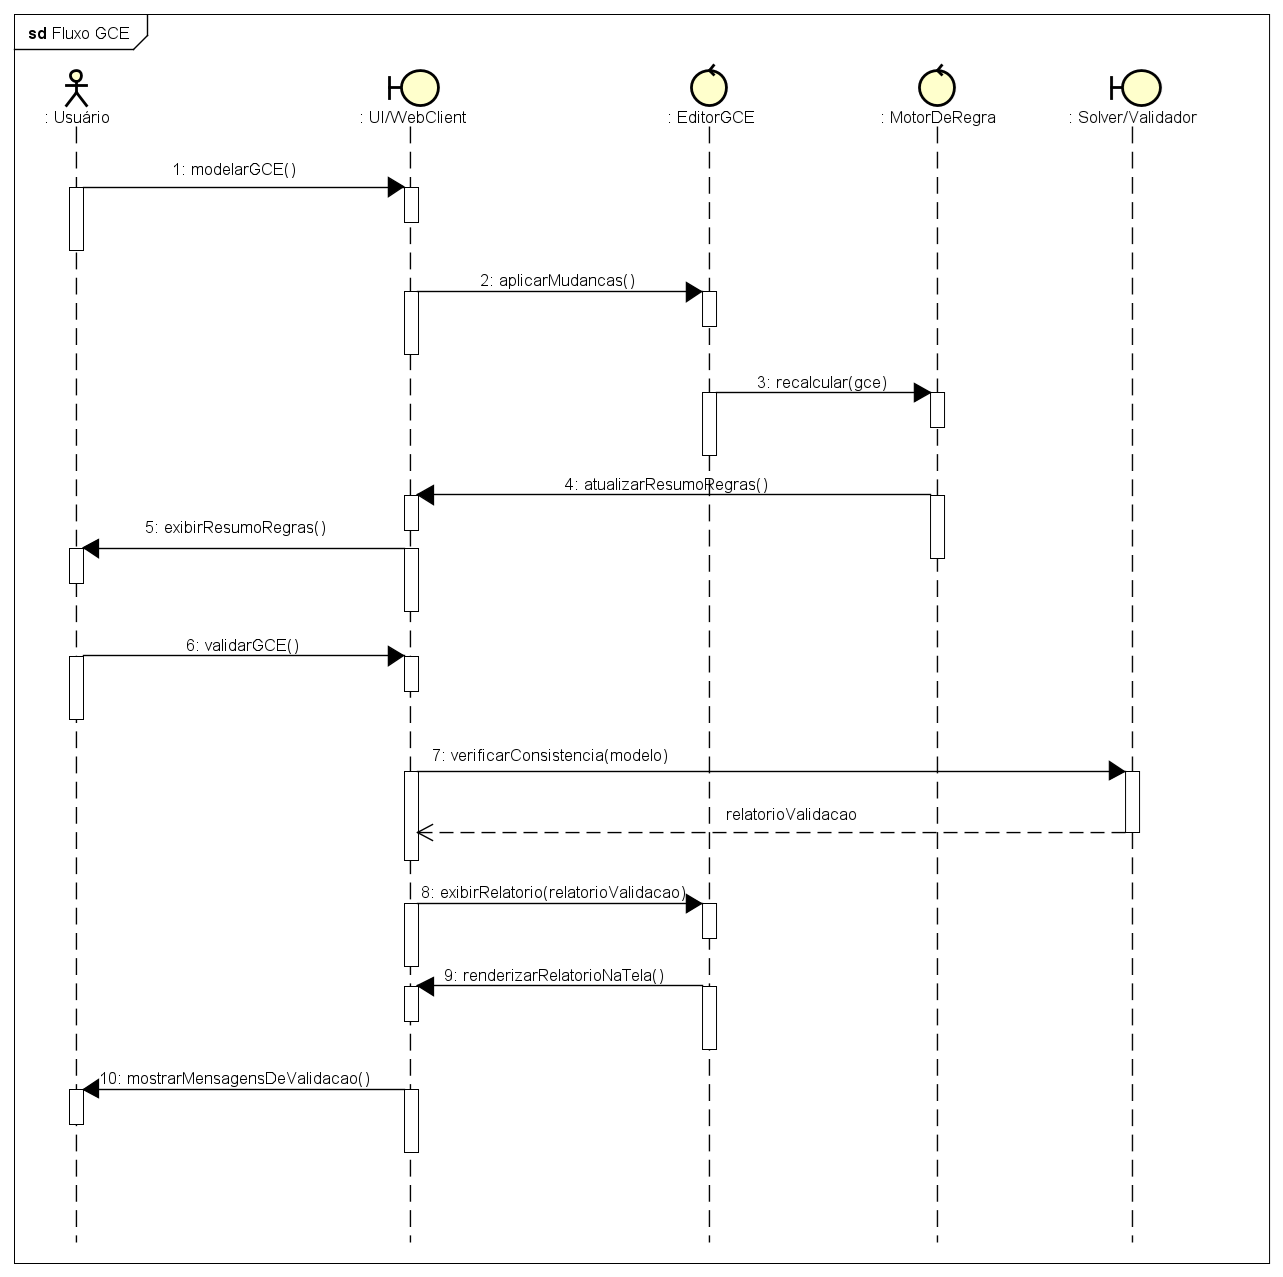 sd Fluxo GCE
: Usuário
: UI/WebClient
: EditorGCE
: MotorDeRegra
: Solver/Validador
1: modelarGCE()
2: aplicarMudancas()
3: recalcular(gce)
4: atualizarResumoRegras()
5: exibirResumoRegras()
6: validarGCE()
7: verificarConsistencia(modelo)
relatorioValidacao
8: exibirRelatorio(relatorioValidacao)
9: renderizarRelatorioNaTela()
10: mostrarMensagensDeValidacao()